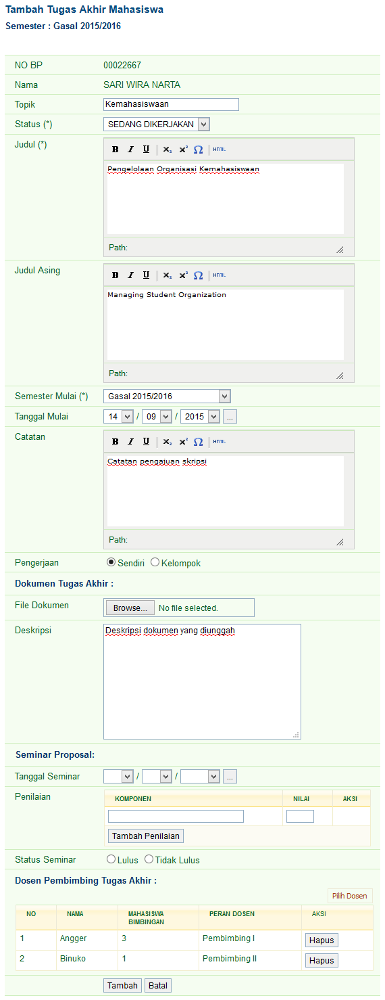 Tambah Tugas Akhir Mahasiswa
Semester : Gasal 2015/2016
NO BP 00022667
Nama SARI WIRA NARTA
Topik Kemahasiswaan
Status (*) SEDANG DIKERJAKAN
Judul (*) B I U x₂ x² Ω HTML
Pengelolaan Organisasi Kemahasiswaan
Path:
Judul Asing B I U x₂ x² Ω HTML
Managing Student Organization
Path:
Semester Mulai (*) Gasal 2015/2016
Tanggal Mulai 14 / 09 / 2015 ...
Catatan B I U x₂ x² Ω HTML
Catatan pengajuan skripsi
Path:
Pengerjaan Sendiri Kelompok
Dokumen Tugas Akhir :
File Dokumen Browse... No file selected.
Deskripsi Deskripsi dokumen yang diunggah
Seminar Proposal:
Tanggal Seminar / / ...
Penilaian KOMPONEN NILAI AKSI
Tambah Penilaian
Status Seminar Lulus Tidak Lulus
Dosen Pembimbing Tugas Akhir :
Pilih Dosen
NO NAMA MAHASISWA BIMBINGAN PERAN DOSEN AKSI
1 Angger 3 Pembimbing I Hapus
2 Binuko 1 Pembimbing II Hapus
Tambah Batal